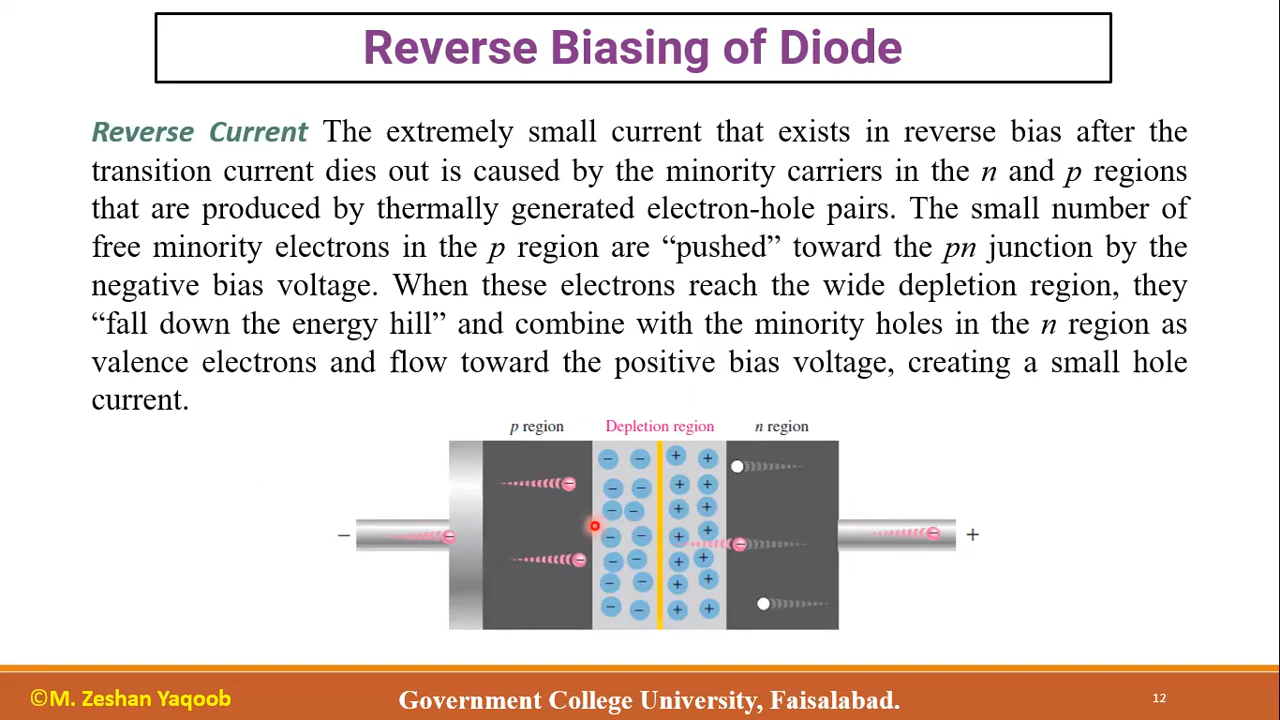 Reverse Biasing of Diode
Reverse Current The extremely small current that exists in reverse bias after the
transition current dies out is caused by the minority carriers in the n and p regions
that are produced by thermally generated electron-hole pairs. The small number of
free minority electrons in the p region are “pushed” toward the pn junction by the
negative bias voltage. When these electrons reach the wide depletion region, they
“fall down the energy hill” and combine with the minority holes in the n region as
valence electrons and flow toward the positive bias voltage, creating a small hole
current.
p region Depletion region n region
− +
©M. Zeshan Yaqoob Government College University, Faisalabad. 12